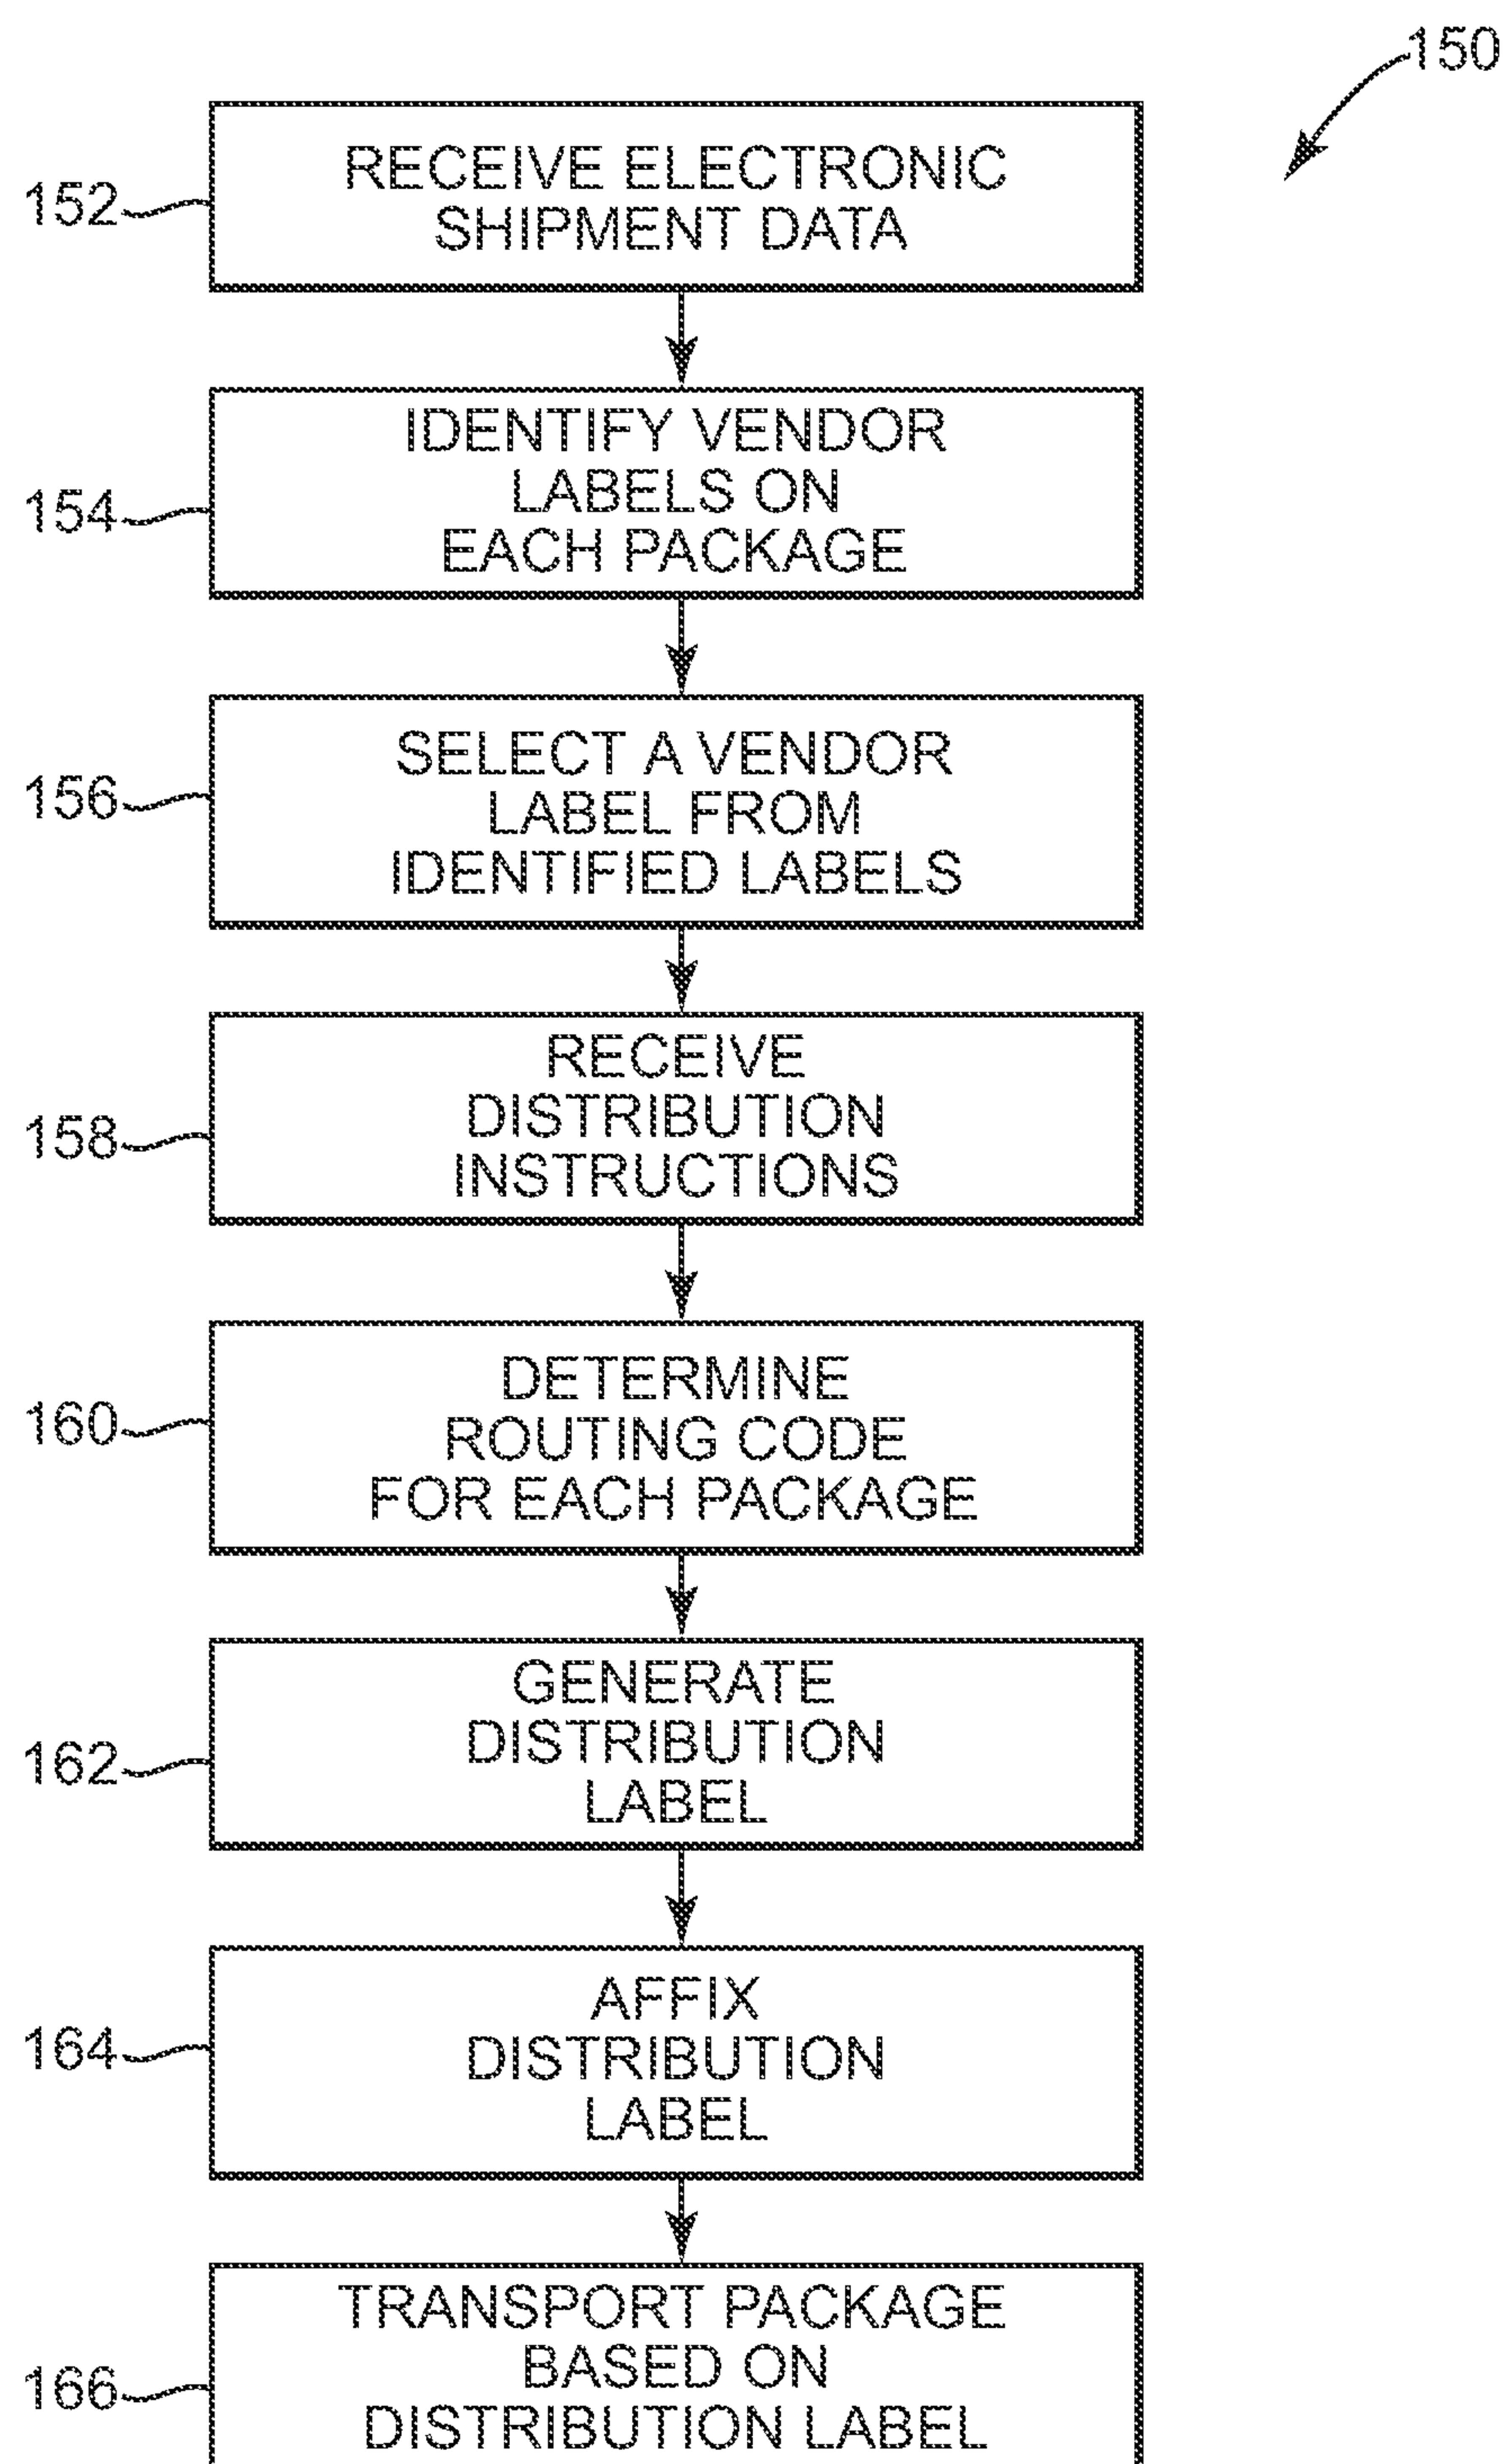 150
RECEIVE ELECTRONIC
SHIPMENT DATA
152
IDENTIFY VENDOR
LABELS ON
EACH PACKAGE
154
SELECT A VENDOR
LABEL FROM
IDENTIFIED LABELS
156
RECEIVE
DISTRIBUTION
INSTRUCTIONS
158
DETERMINE
ROUTING CODE
FOR EACH PACKAGE
160
GENERATE
DISTRIBUTION
LABEL
162
AFFIX
DISTRIBUTION
LABEL
164
TRANSPORT PACKAGE
BASED ON
DISTRIBUTION LABEL
166